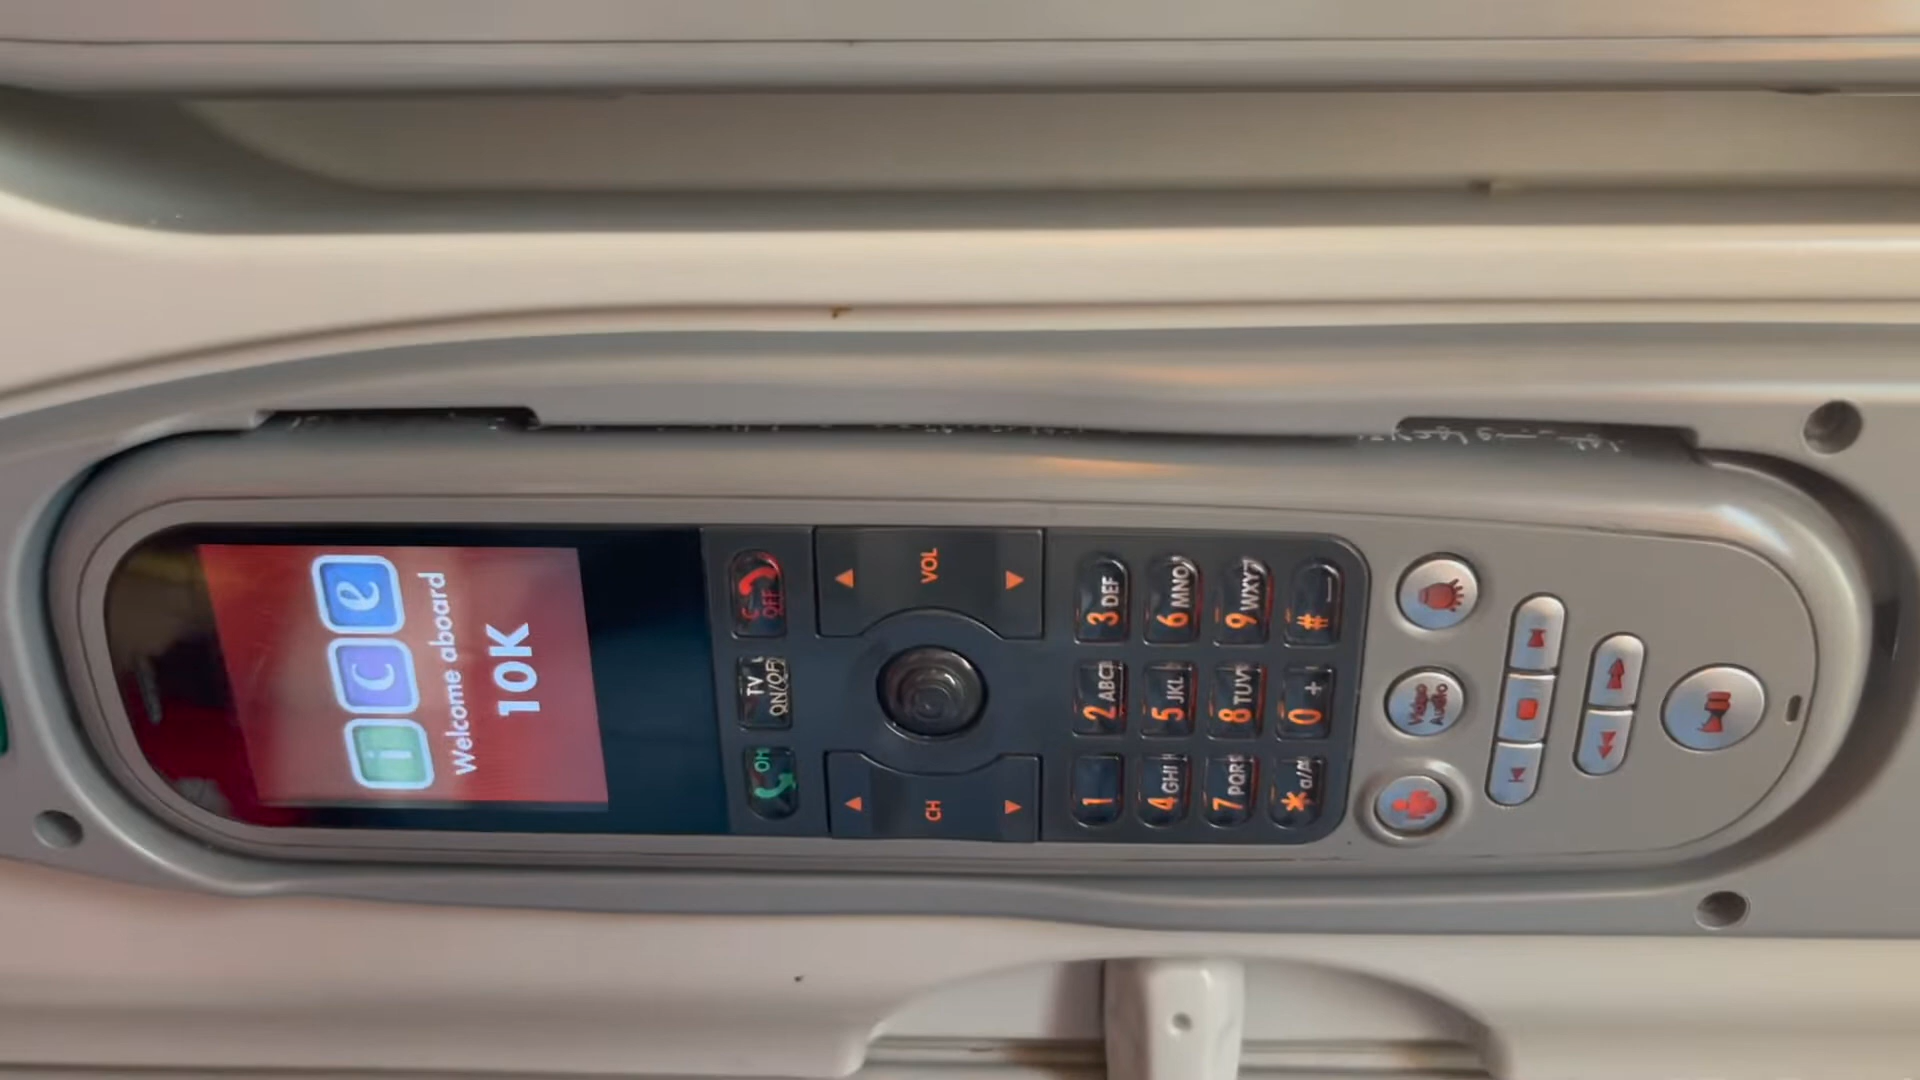 i c e
Welcome aboard
10K
ON
TV
ON/OFF
C
OFF
CH
VOL
1
2 ABC
3 DEF
4 GHI
5 JKL
6 MNO
7 PQRS
8 TUV
9 WXYZ
* a/A
0 +
# _
Video
Audio